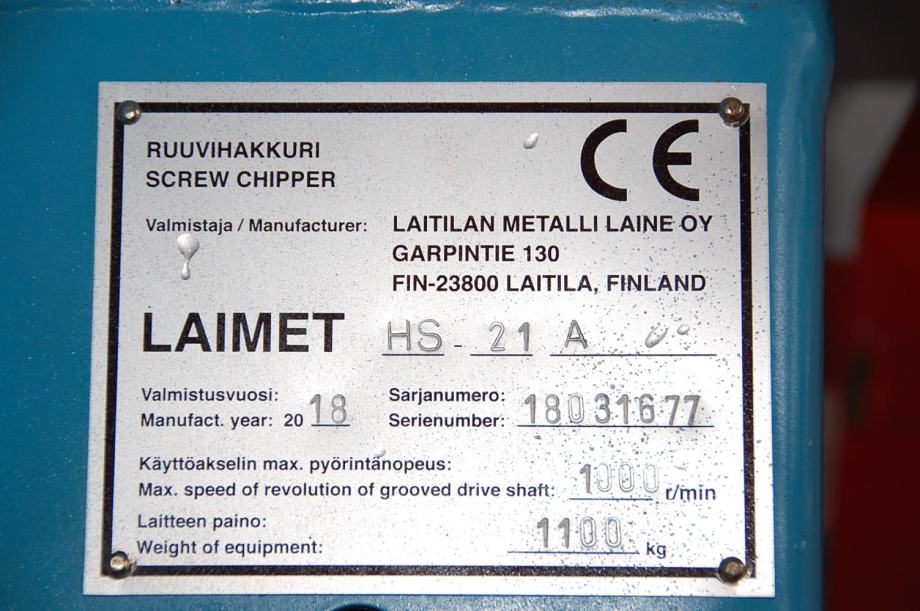 RUUVIHAKKURI
SCREW CHIPPER
CE
Valmistaja / Manufacturer: LAITILAN METALLI LAINE OY
GARPINTIE 130
FIN-23800 LAITILA, FINLAND
LAIMET HS - 21 A
Valmistusvuosi:
Manufact. year: 20 18
Sarjanumero:
Serienumber: 18031677
Käyttöakselin max. pyörintänopeus:
Max. speed of revolution of grooved drive shaft: 1000 r/min
Laitteen paino:
Weight of equipment: 1100 kg